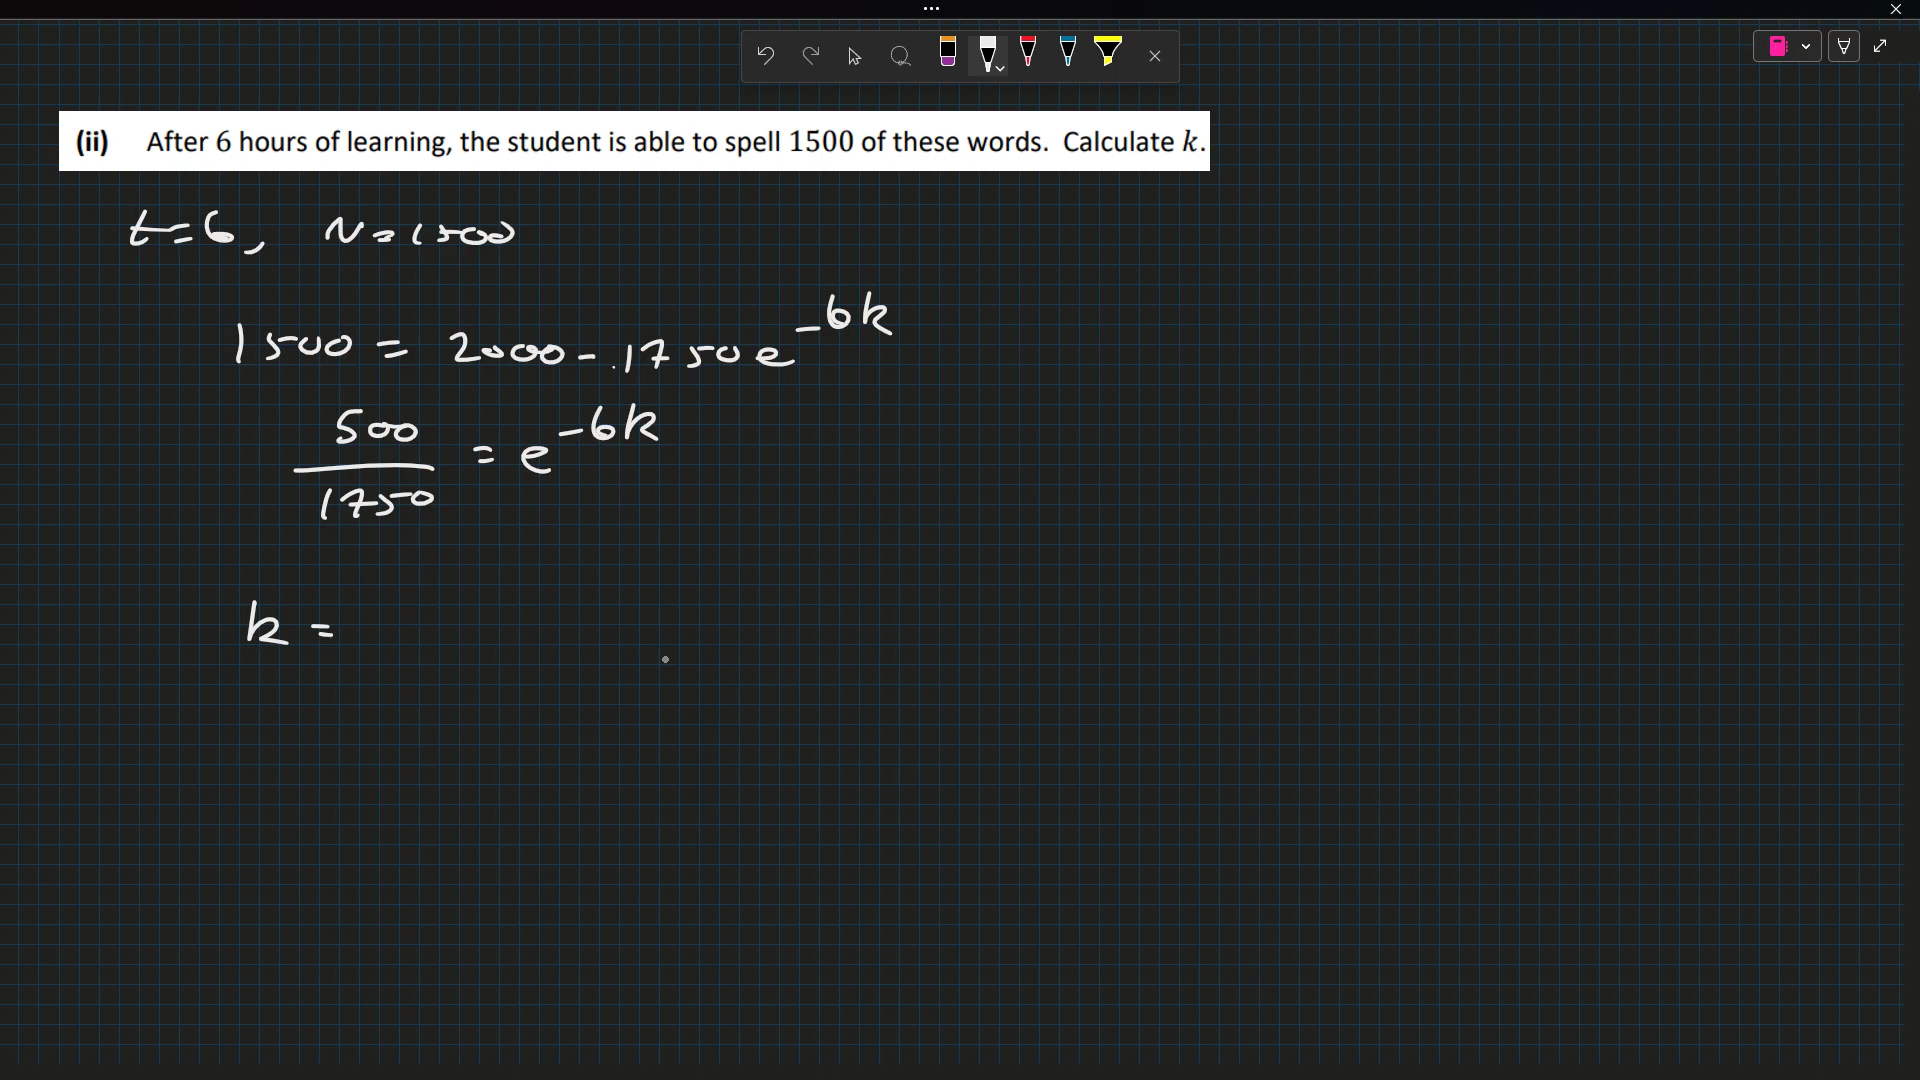 (ii) After 6 hours of learning, the student is able to spell 1500 of these words. Calculate k.
t=6, N=1500
1500 = 2000 - 1750e^{-6k}
\frac{500}{1750} = e^{-6k}
k =